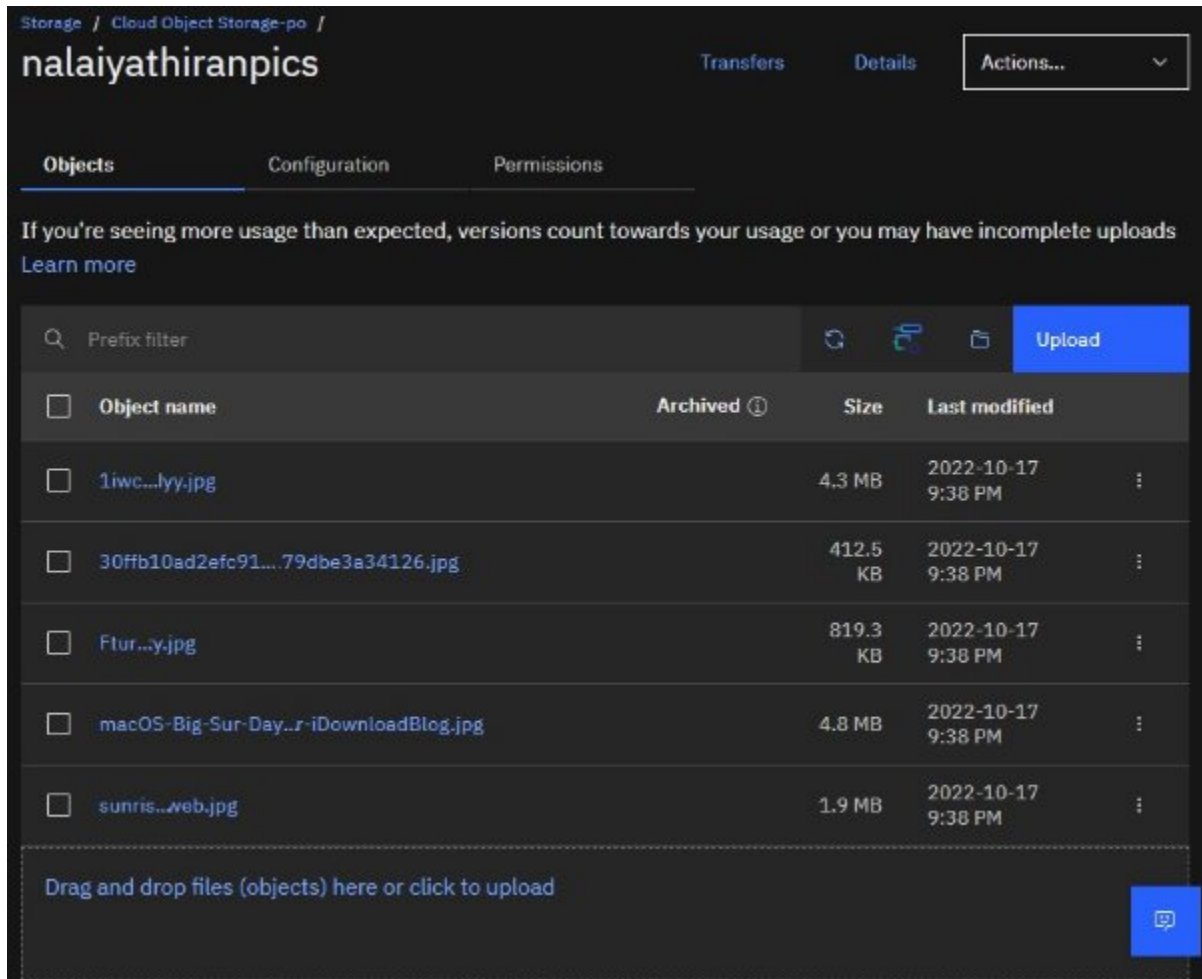 Storage / Cloud Object Storage-po /
nalaiyathiranpics
Transfers Details Actions...
Objects Configuration Permissions
If you're seeing more usage than expected, versions count towards your usage or you may have incomplete uploads
Learn more
Prefix filter Upload
Object name Archived Size Last modified
1iwc...lyy.jpg 4.3 MB 2022-10-17
9:38 PM
30ffb10ad2efc91....79dbe3a34126.jpg 412.5 2022-10-17
KB 9:38 PM
Ftur...y.jpg 819.3 2022-10-17
KB 9:38 PM
macOS-Big-Sur-Day...r-iDownloadBlog.jpg 4.8 MB 2022-10-17
9:38 PM
sunris...web.jpg 1.9 MB 2022-10-17
9:38 PM
Drag and drop files (objects) here or click to upload